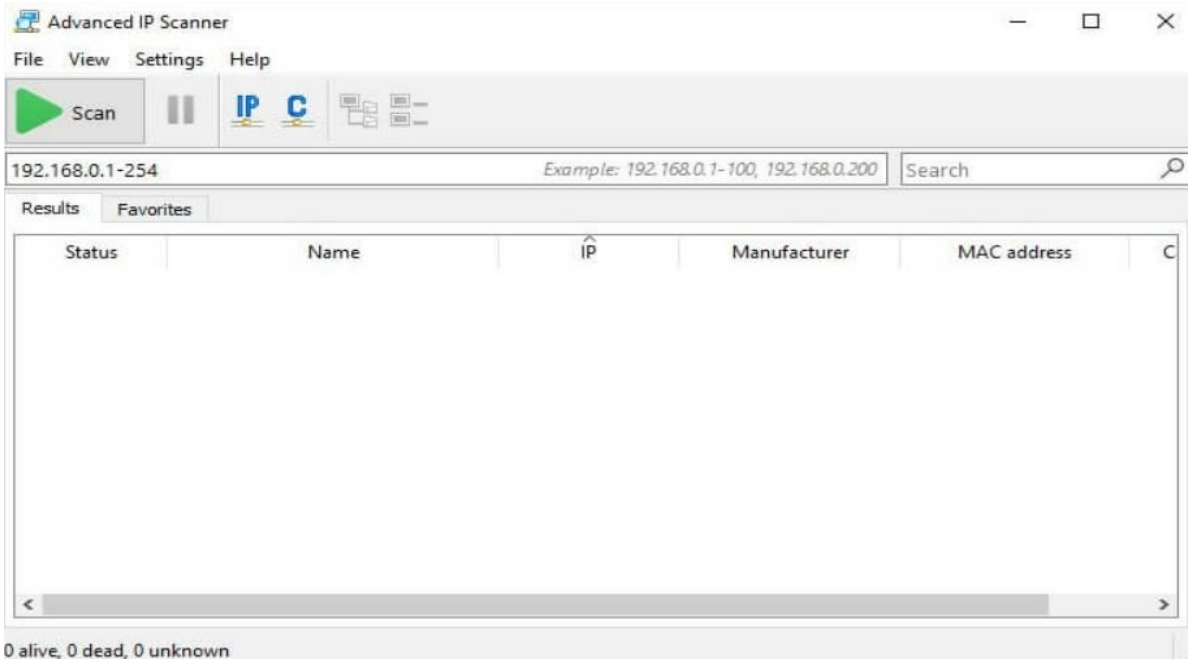 Advanced IP Scanner
File View Settings Help
Scan IP C
192.168.0.1-254 Example: 192.168.0.1-100, 192.168.0.200 Search
Results Favorites
Status Name IP Manufacturer MAC address C
0 alive, 0 dead, 0 unknown